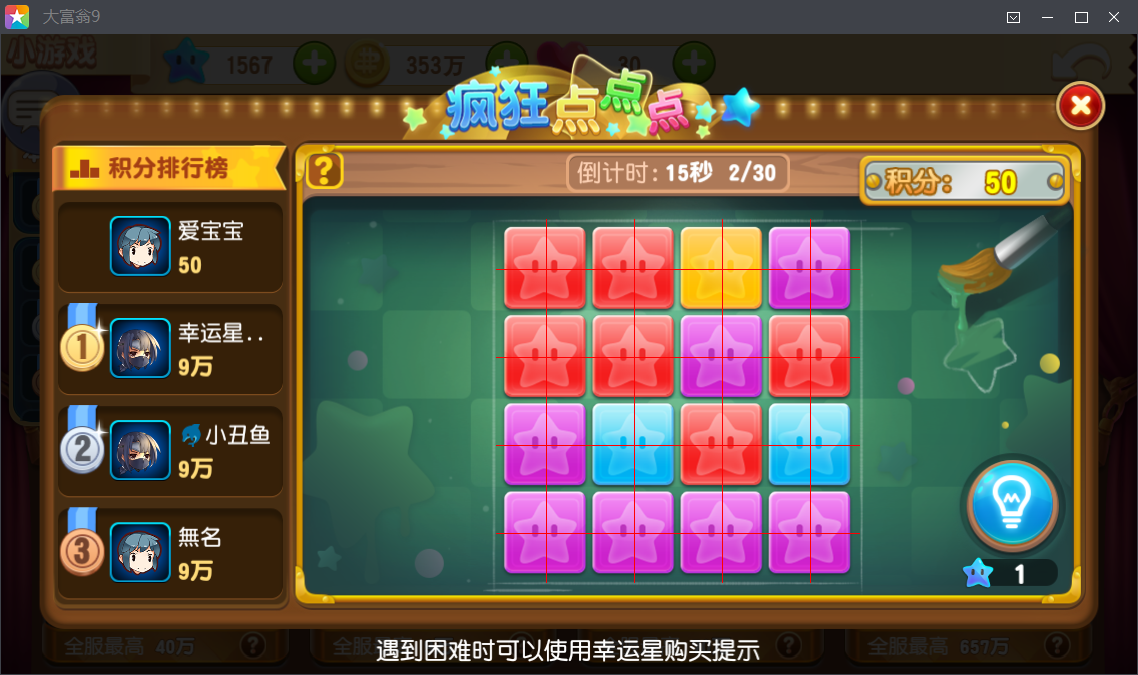 大富翁9
小游戏
1567
353万
30
疯狂点点点
积分排行榜
倒计时:15秒 2/30
积分: 50
爱宝宝
50
1
幸运星..
9万
2
小丑鱼
9万
3
無名
9万
1
全服最高 40万
全服最高 657万
遇到困难时可以使用幸运星购买提示